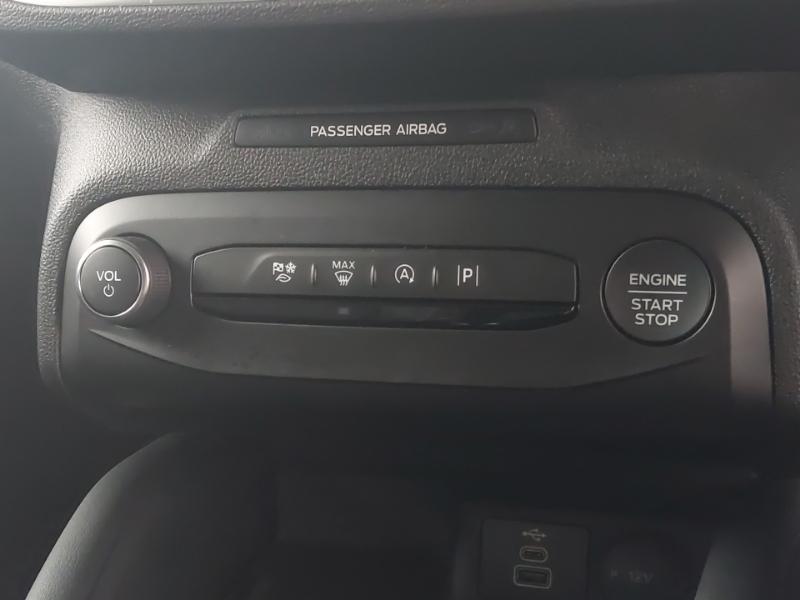 PASSENGER AIRBAG
VOL
MAX
A
P
ENGINE
START
STOP
12V